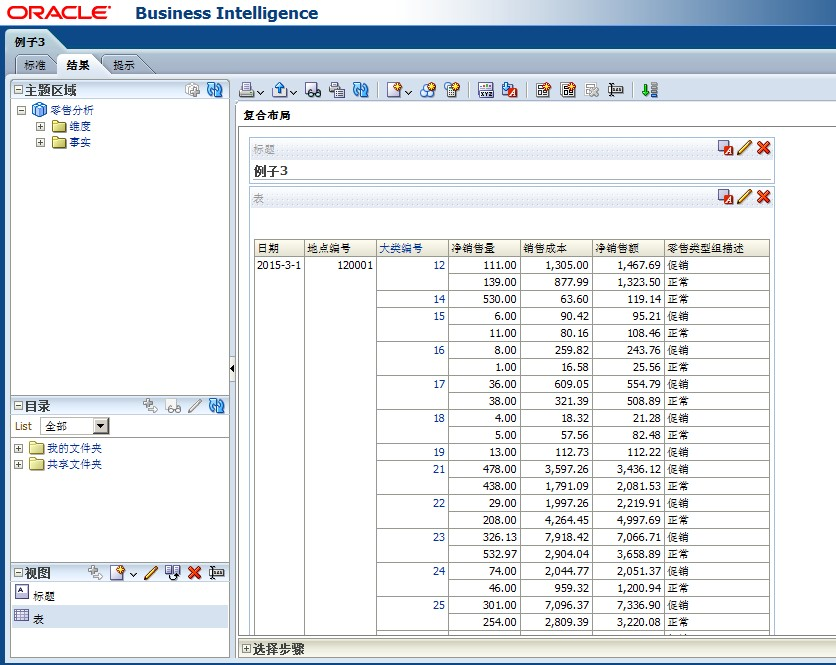 ORACLE Business Intelligence
例子3
标准 结果 提示
主题区域
零售分析
维度
事实
目录
List 全部
我的文件夹
共享文件夹
视图
标题
表
复合布局
标题
例子3
表
日期 地点编号 大类编号 净销售量 销售成本 净销售额 零售类型组描述
2015-3-1 120001 12 111.00 1,305.00 1,467.69 促销
139.00 877.99 1,323.50 正常
14 530.00 63.60 119.14 促销
15 6.00 90.42 95.21 促销
11.00 80.16 108.46 正常
16 8.00 259.82 243.76 促销
1.00 16.58 25.56 正常
17 36.00 609.05 554.79 促销
38.00 321.39 508.89 正常
18 4.00 18.32 21.28 促销
5.00 57.56 82.48 正常
19 13.00 112.73 112.22 促销
21 478.00 3,597.26 3,436.12 促销
438.00 1,791.09 2,081.53 正常
22 29.00 1,997.26 2,219.91 促销
208.00 4,264.45 4,997.69 正常
23 326.13 7,918.42 7,066.71 促销
532.97 2,904.04 3,658.89 正常
24 74.00 2,044.77 2,051.37 促销
46.00 959.32 1,200.94 正常
25 301.00 7,096.37 7,336.90 促销
254.00 2,809.39 3,220.08 正常
选择步骤